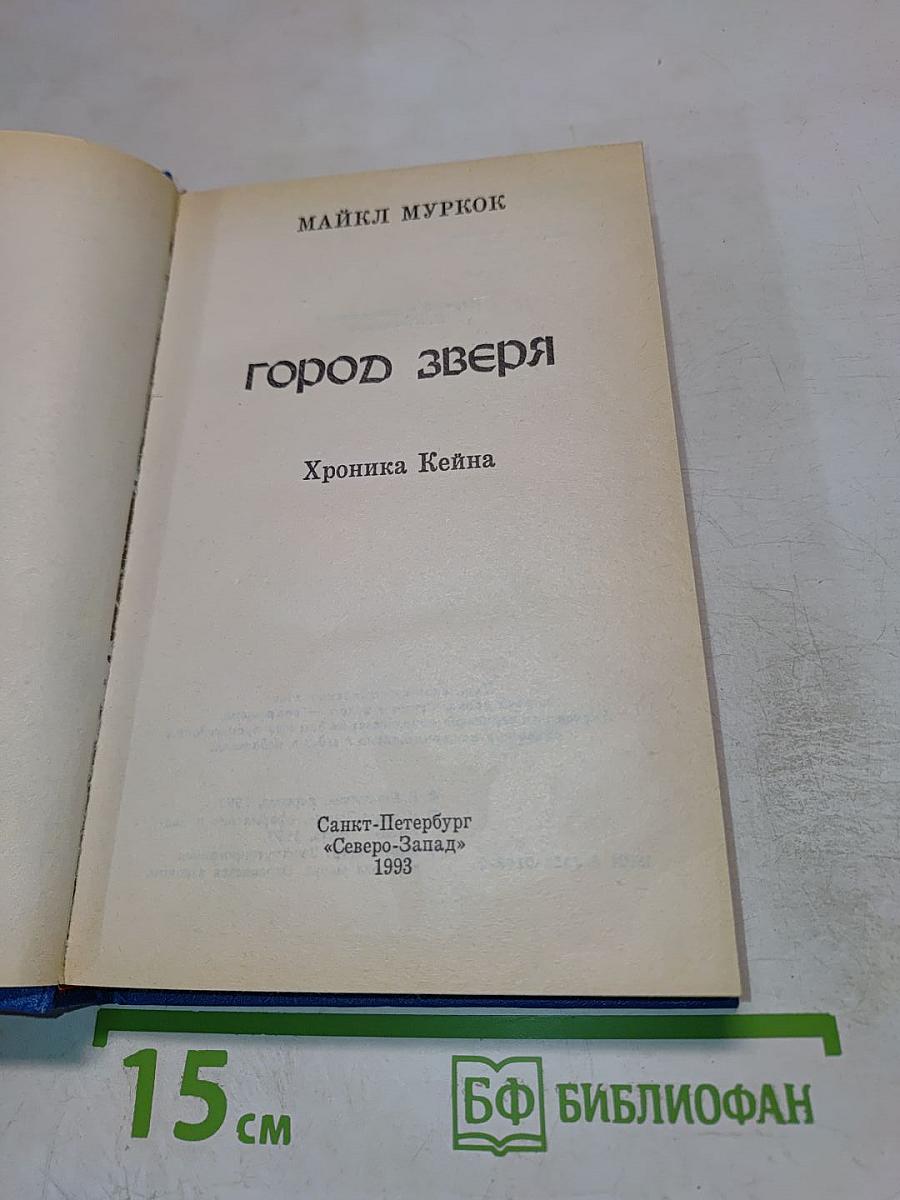 МАЙКЛ МУРКОК
ГОРОД ЗВЕРЯ
Хроника Кейна
Санкт-Петербург
«Северо-Запад»
1993
15 см
БФ БИБЛИОФАН